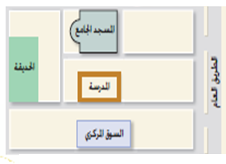 المسجد الجامع
الحديقة
المدرسة
الطريق العام
السوق المركزي